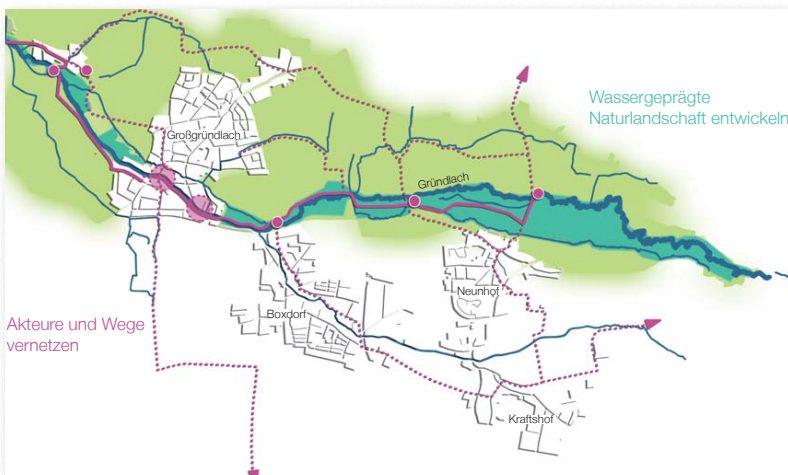 Wassergeprägte
Naturlandschaft entwickeln
Großgründlach
Gründlach
Neunhof
Boxdorf
Akteure und Wege
vernetzen
Kraftshof